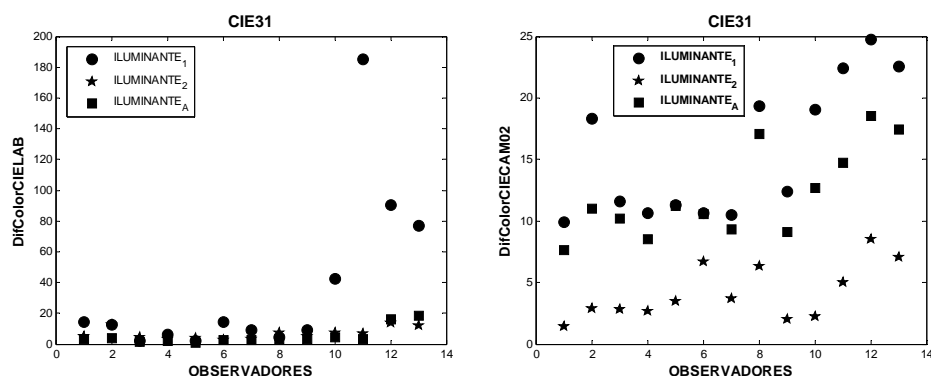 CIE31
DifColorCIELAB
200
180
160
140
120
100
80
60
40
20
0
ILUMINANTE1
ILUMINANTE2
ILUMINANTEA
0 2 4 6 8 10 12 14
OBSERVADORES
CIE31
DifColorCIECAM02
25
20
15
10
5
0
ILUMINANTE1
ILUMINANTE2
ILUMINANTEA
0 2 4 6 8 10 12 14
OBSERVADORES